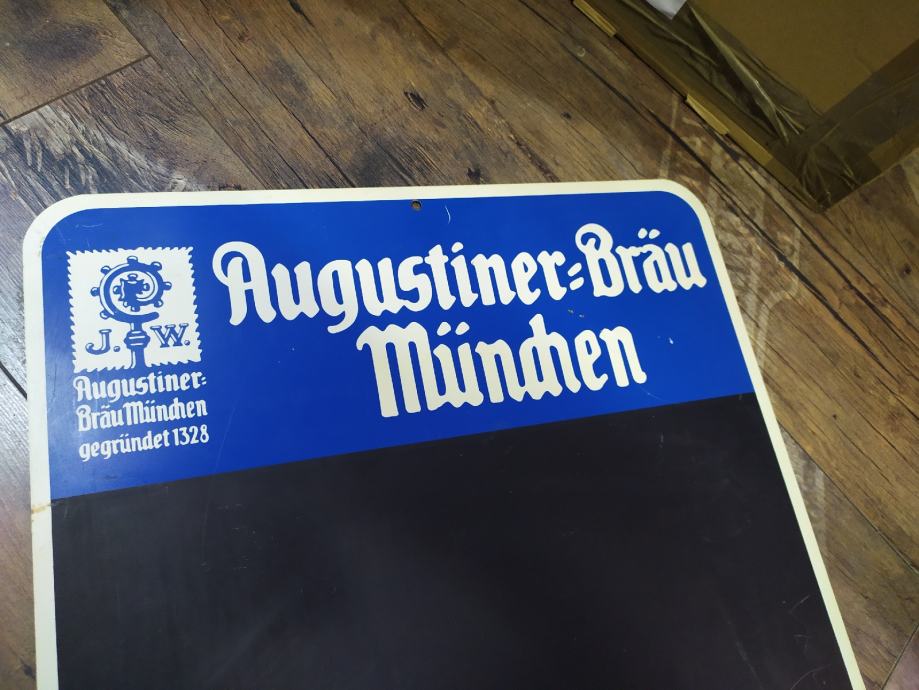 Augustiner=Bräu
München
J. W.
Augustiner=
Bräu München
gegründet 1328